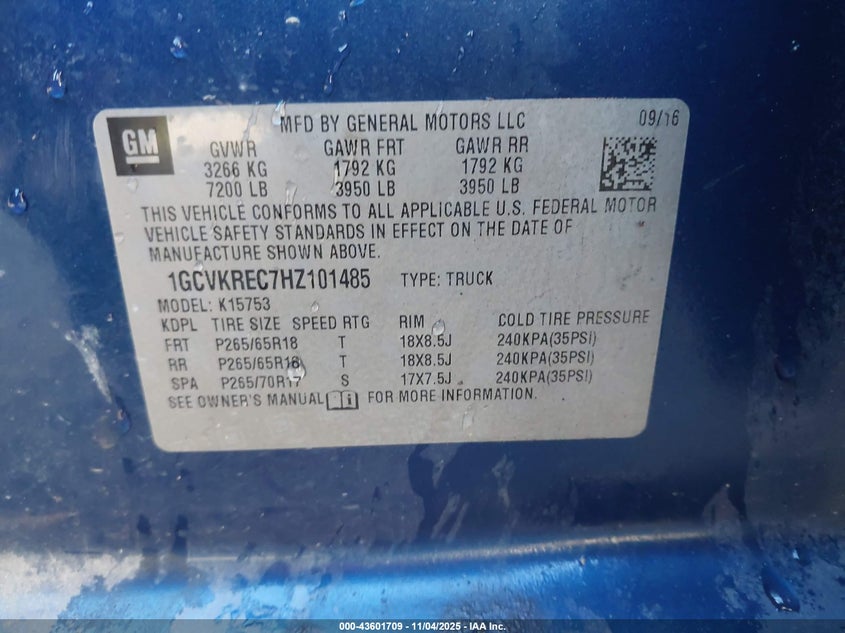 GM
MFD BY GENERAL MOTORS LLC 09/16
GVWR GAWR FRT GAWR RR
3266 KG 1792 KG 1792 KG
7200 LB 3950 LB 3950 LB
THIS VEHICLE CONFORMS TO ALL APPLICABLE U.S. FEDERAL MOTOR
VEHICLE SAFETY STANDARDS IN EFFECT ON THE DATE OF
MANUFACTURE SHOWN ABOVE.
1GCVKREC7HZ101485 TYPE: TRUCK
MODEL: K15753
KDPL TIRE SIZE SPEED RTG RIM COLD TIRE PRESSURE
FRT P265/65R18 T 18X8.5J 240KPA(35PSI)
RR P265/65R18 T 18X8.5J 240KPA(35PSI)
SPA P265/70R17 S 17X7.5J 240KPA(35PSI)
SEE OWNER'S MANUAL FOR MORE INFORMATION.
000-43601709 - 11/04/2025 - IAA Inc.